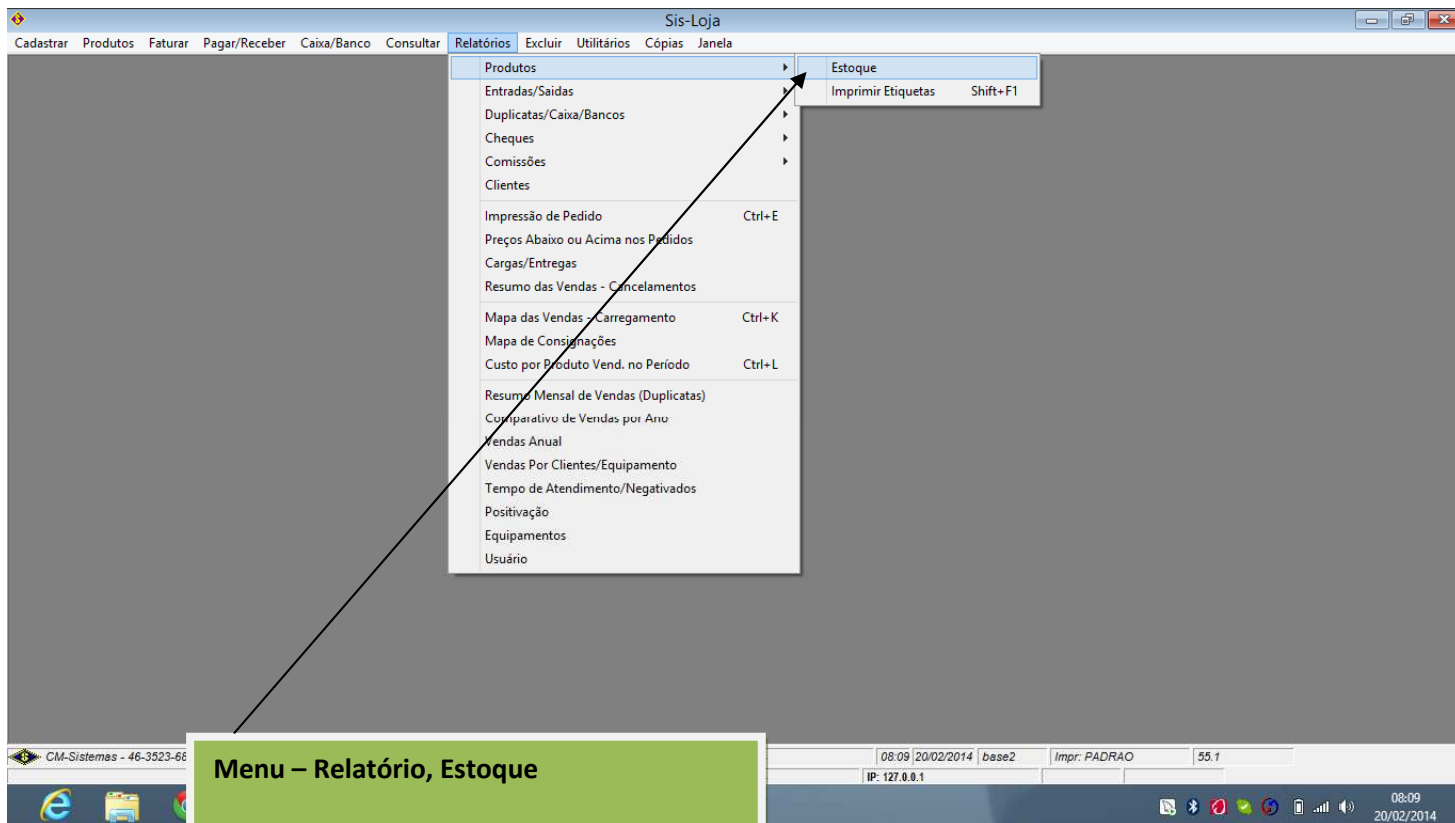 Sis-Loja
Cadastrar Produtos Faturar Pagar/Receber Caixa/Banco Consultar Relatórios Excluir Utilitários Cópias Janela
Produtos
Estoque
Entradas/Saidas
Imprimir Etiquetas Shift+F1
Duplicatas/Caixa/Bancos
Cheques
Comissões
Clientes
Impressão de Pedido Ctrl+E
Preços Abaixo ou Acima nos Pedidos
Cargas/Entregas
Resumo das Vendas - Cancelamentos
Mapa das Vendas - Carregamento Ctrl+K
Mapa de Consignações
Custo por Produto Vend. no Período Ctrl+L
Resumo Mensal de Vendas (Duplicatas)
Comparativo de Vendas por Ano
Vendas Anual
Vendas Por Clientes/Equipamento
Tempo de Atendimento/Negativados
Positivação
Equipamentos
Usuário
CM-Sistemas - 46-3523-68
08:09 20/02/2014 base2 Impr: PADRAO 55.1
IP: 127.0.0.1
Menu – Relatório, Estoque
08:09
20/02/2014